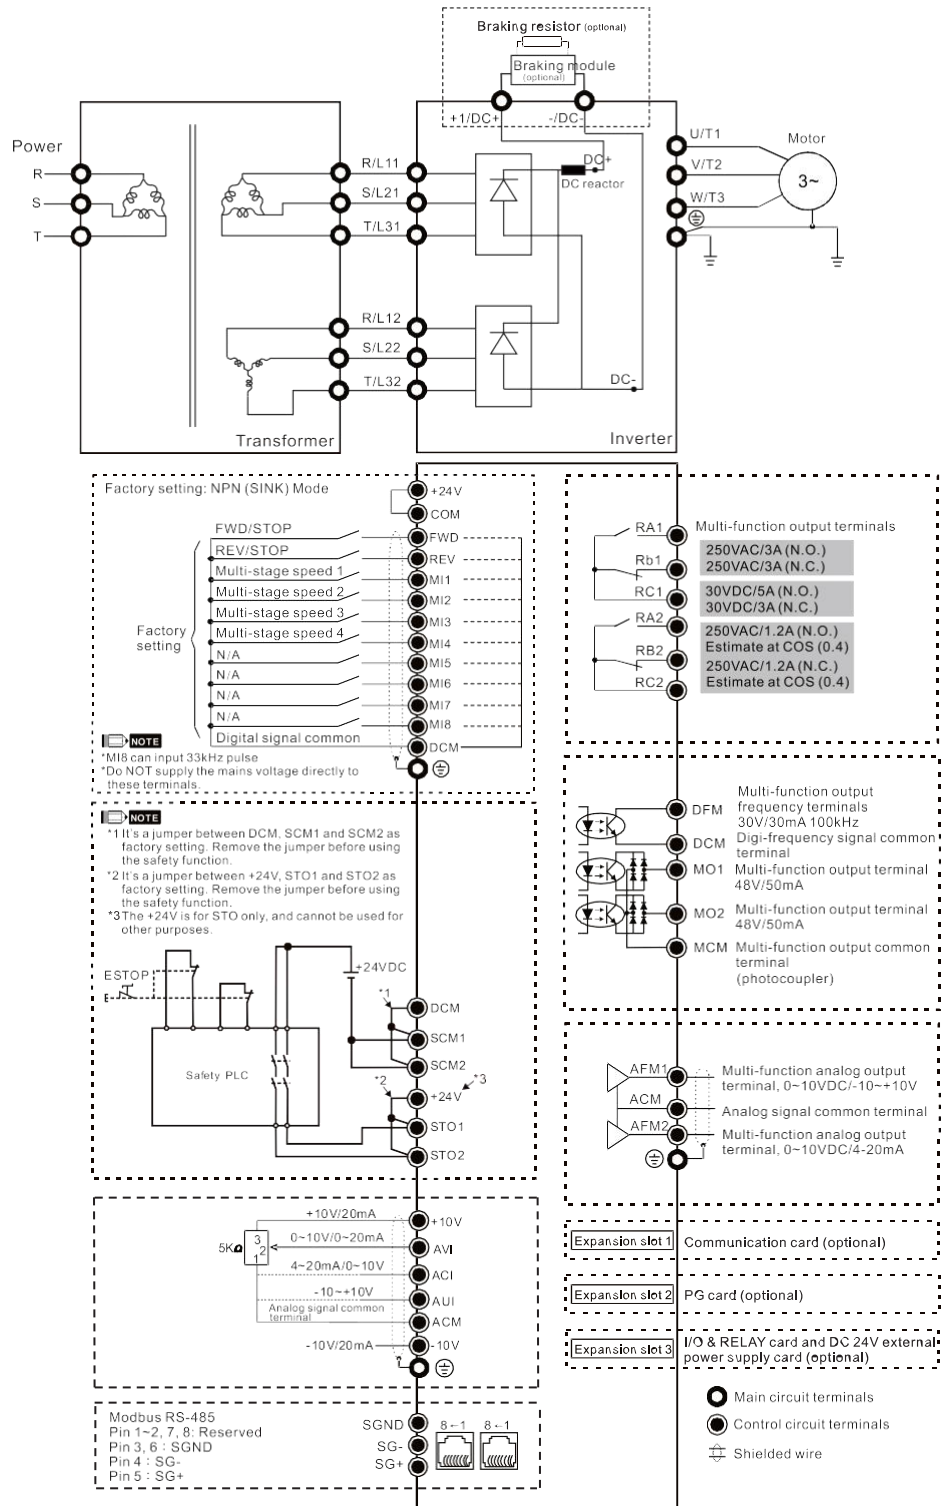 Braking resistor (optional)
Braking module
(optional)
+1/DC+
-/DC-
Power
R
S
T
R/L11
S/L21
T/L31
R/L12
S/L22
T/L32
Transformer
DC+
DC reactor
DC-
Inverter
U/T1
V/T2
W/T3
Motor
3~
Factory setting: NPN (SINK) Mode
+24V
COM
FWD/STOP
FWD
REV/STOP
REV
Multi-stage speed 1
MI1
Multi-stage speed 2
MI2
Multi-stage speed 3
MI3
Multi-stage speed 4
MI4
Factory
setting
N/A
MI5
N/A
MI6
N/A
MI7
N/A
MI8
Digital signal common
DCM
NOTE
*MI8 can input 33kHz pulse
*Do NOT supply the mains voltage directly to
these terminals.
RA1
Rb1
RC1
RA2
RB2
RC2
Multi-function output terminals
250VAC/3A (N.O.)
250VAC/3A (N.C.)
30VDC/5A (N.O.)
30VDC/3A (N.C.)
250VAC/1.2A (N.O.)
Estimate at COS (0.4)
250VAC/1.2A (N.C.)
Estimate at COS (0.4)
NOTE
*1 It's a jumper between DCM, SCM1 and SCM2 as
factory setting. Remove the jumper before using
the safety function.
*2 It's a jumper between +24V, STO1 and STO2 as
factory setting. Remove the jumper before using
the safety function.
*3 The +24V is for STO only, and cannot be used for
other purposes.
ESTOP
+24VDC
Safety PLC
*1
DCM
SCM1
SCM2
*2
*3
+24V
STO1
STO2
DFM
Multi-function output
frequency terminals
30V/30mA 100kHz
DCM
Digi-frequency signal common
terminal
MO1
Multi-function output terminal
48V/50mA
MO2
Multi-function output terminal
48V/50mA
MCM
Multi-function output common
terminal
(photocoupler)
AFM1
Multi-function analog output
terminal, 0~10VDC/-10~+10V
ACM
Analog signal common terminal
AFM2
Multi-function analog output
terminal, 0~10VDC/4-20mA
+10V/20mA
+10V
5KΩ
3
2
1
0~10V/0~20mA
AVI
4~20mA/0~10V
ACI
-10~+10V
AUI
Analog signal common
terminal
ACM
-10V/20mA
-10V
Expansion slot 1
Communication card (optional)
Expansion slot 2
PG card (optional)
Expansion slot 3
I/O & RELAY card and DC 24V external
power supply card (optional)
Modbus RS-485
Pin 1~2, 7, 8: Reserved
Pin 3, 6 : SGND
Pin 4 : SG-
Pin 5 : SG+
SGND
SG-
SG+
8←1
8←1
Main circuit terminals
Control circuit terminals
Shielded wire